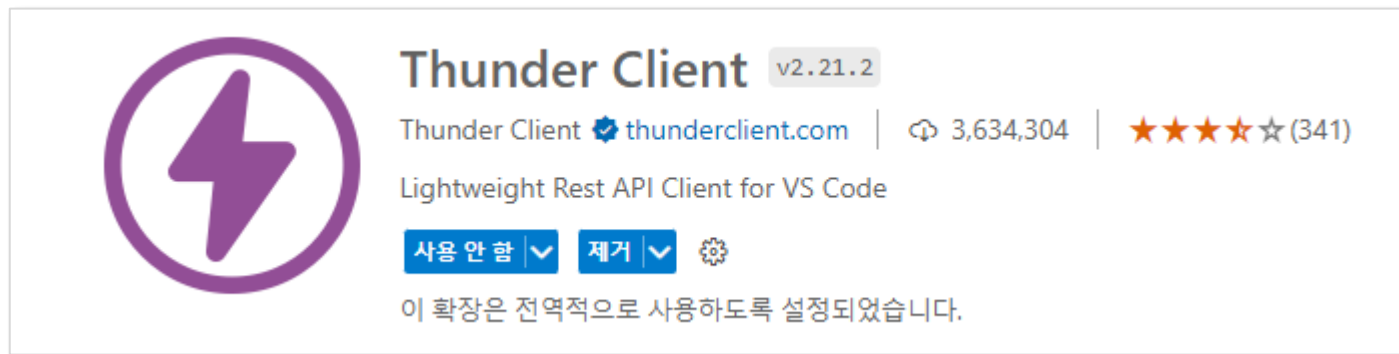 Thunder Client v2.21.2
Thunder Client thunderclient.com 3,634,304 (341)
Lightweight Rest API Client for VS Code
사용 안 함 제거
이 확장은 전역적으로 사용하도록 설정되었습니다.